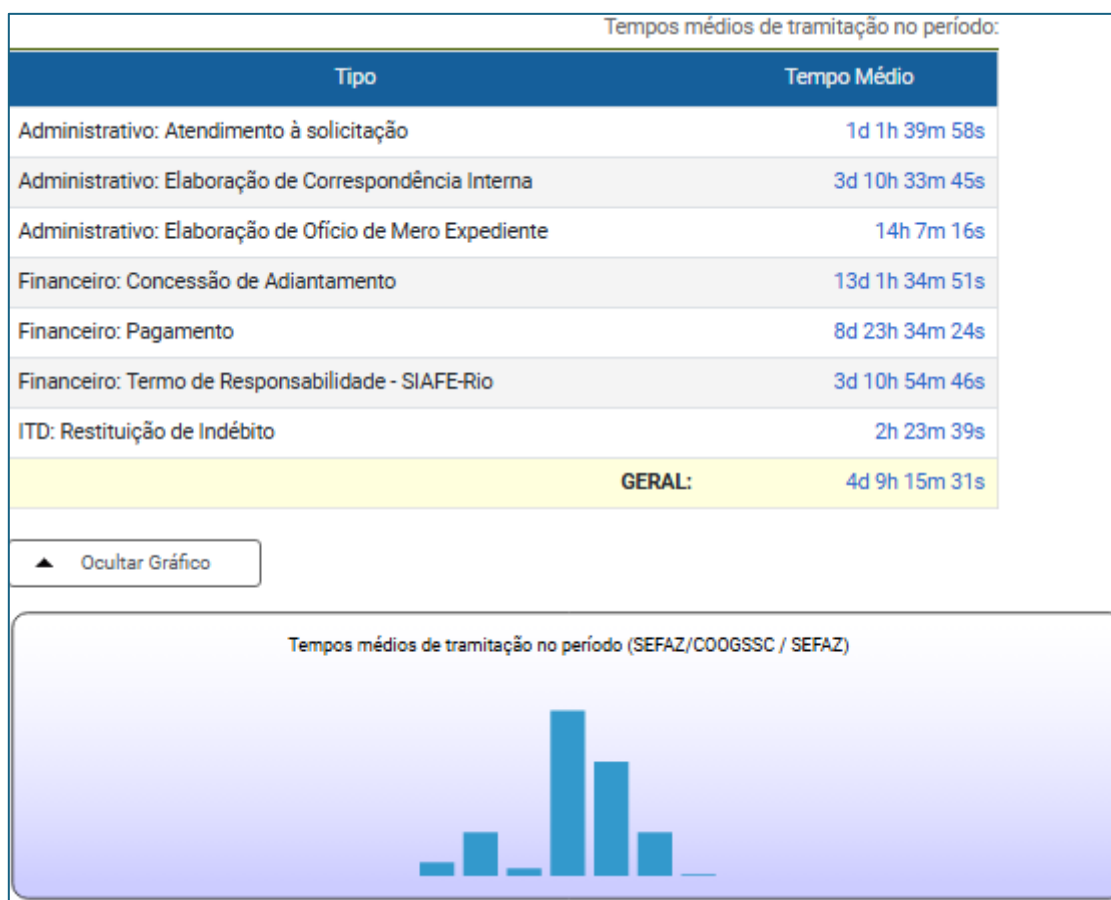 Tempos médios de tramitação no período:
Tipo Tempo Médio
Administrativo: Atendimento à solicitação 1d 1h 39m 58s
Administrativo: Elaboração de Correspondência Interna 3d 10h 33m 45s
Administrativo: Elaboração de Ofício de Mero Expediente 14h 7m 16s
Financeiro: Concessão de Adiantamento 13d 1h 34m 51s
Financeiro: Pagamento 8d 23h 34m 24s
Financeiro: Termo de Responsabilidade - SIAFE-Rio 3d 10h 54m 46s
ITD: Restituição de Indébito 2h 23m 39s
GERAL: 4d 9h 15m 31s
Ocultar Gráfico
Tempos médios de tramitação no período (SEFAZ/COOGSSC / SEFAZ)